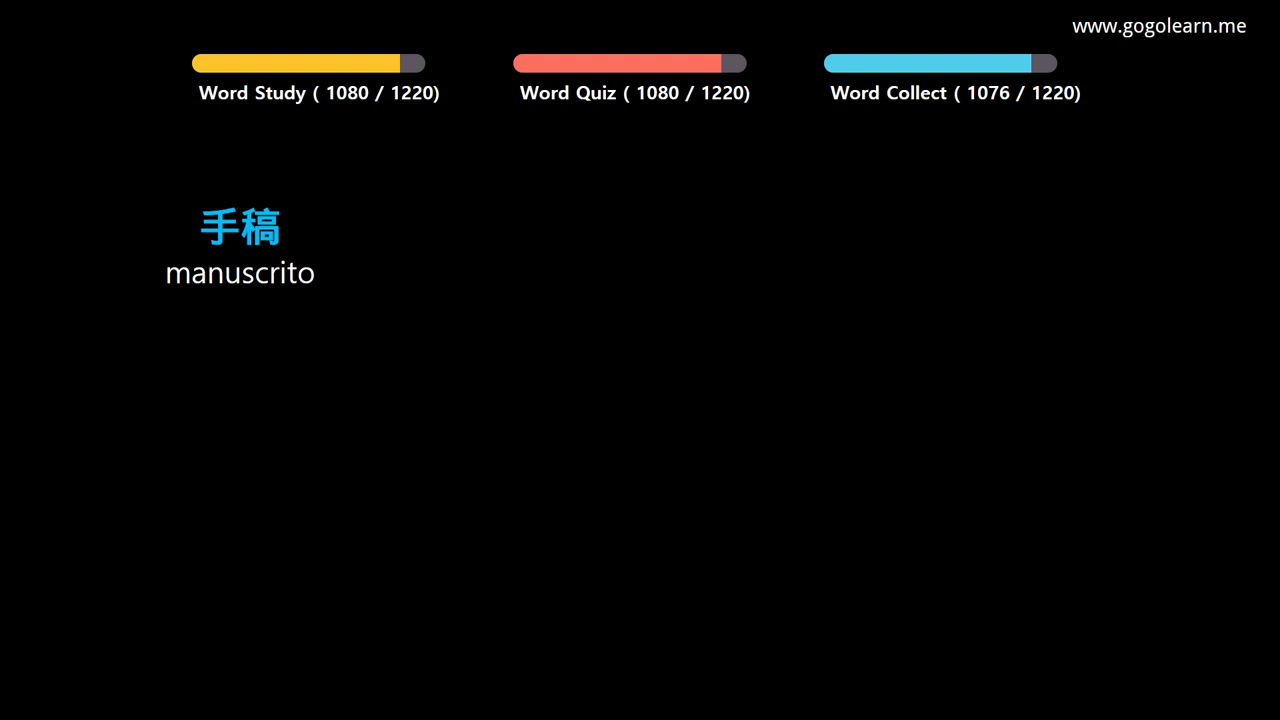 www.gogolearn.me
Word Study ( 1080 / 1220)
Word Quiz ( 1080 / 1220)
Word Collect ( 1076 / 1220)
手稿
manuscrito